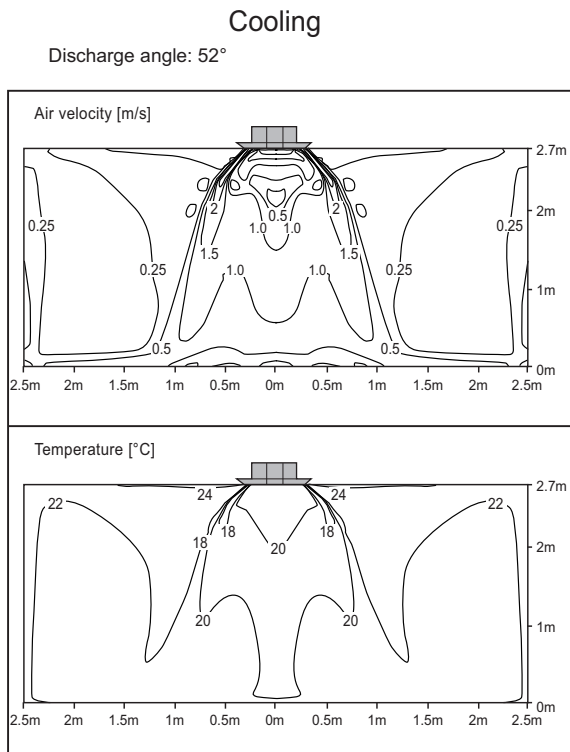 Cooling
Discharge angle: 52°
Air velocity [m/s]
2.7m
2 2
0.5
2m
0.25 1.0 1.0 0.25
1.5 1.5
0.25 1.0 1.0 0.25
1m
0.5 0.5
0m
2.5m 2m 1m 0.5m 0m 0.5m 1m 1.5m 2m 2.5m
Temperature [°C]
2.7m
24 24
22 22
18 18
18 20 18
2m
20 20
1m
0m
2.5m 2m 1.5m 1m 0.5m 0m 0.5m 1m 1.5m 2m 2.5m